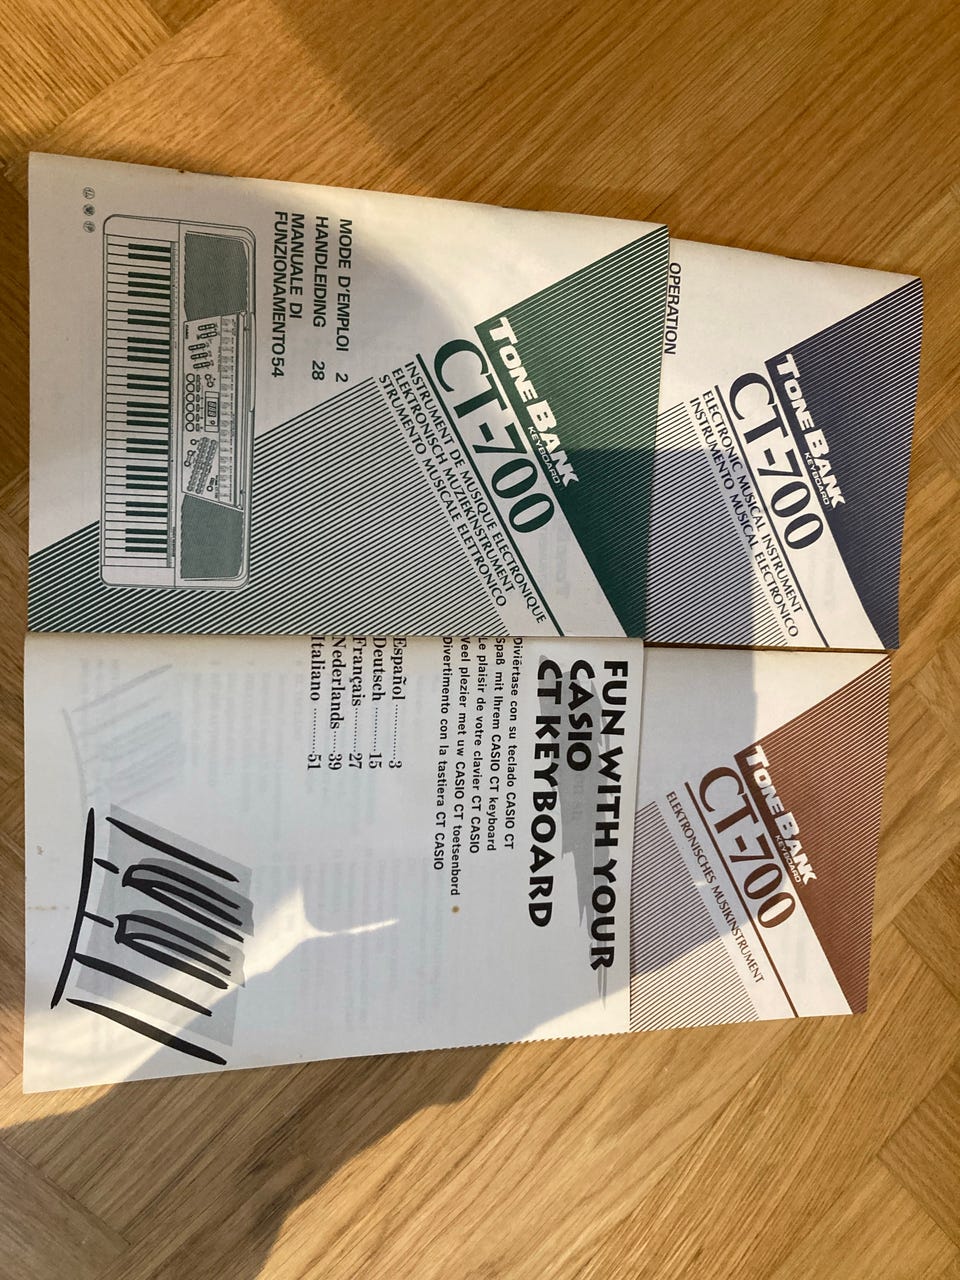 TONE BANK
KEYBOARD
CT-700
INSTRUMENT DE MUSIQUE ELECTRONIQUE
ELEKTRONISCH MUZIEKINSTRUMENT
STRUMENTO MUSICALE ELETTRONICO
MODE D'EMPLOI 2
HANDLEIDING 28
MANUALE DI
FUNZIONAMENTO 54
TONE BANK
KEYBOARD
CT-700
ELECTRONIC MUSICAL INSTRUMENT
INSTRUMENTO MUSICAL ELECTRONICO
OPERATION
TONE BANK
KEYBOARD
CT-700
ELEKTRONISCHES MUSIKINSTRUMENT
FUN WITH YOUR
CASIO
CT KEYBOARD
Diviértase con su teclado CASIO CT
Spaß mit Ihrem CASIO CT keyboard
Le plaisir de votre clavier CT CASIO
Veel plezier met uw CASIO CT toetsenbord
Divertimento con la tastiera CT CASIO
Español ........... 3
Deutsch ........... 15
Français ........... 27
Nederlands ...... 39
Italiano ........... 51